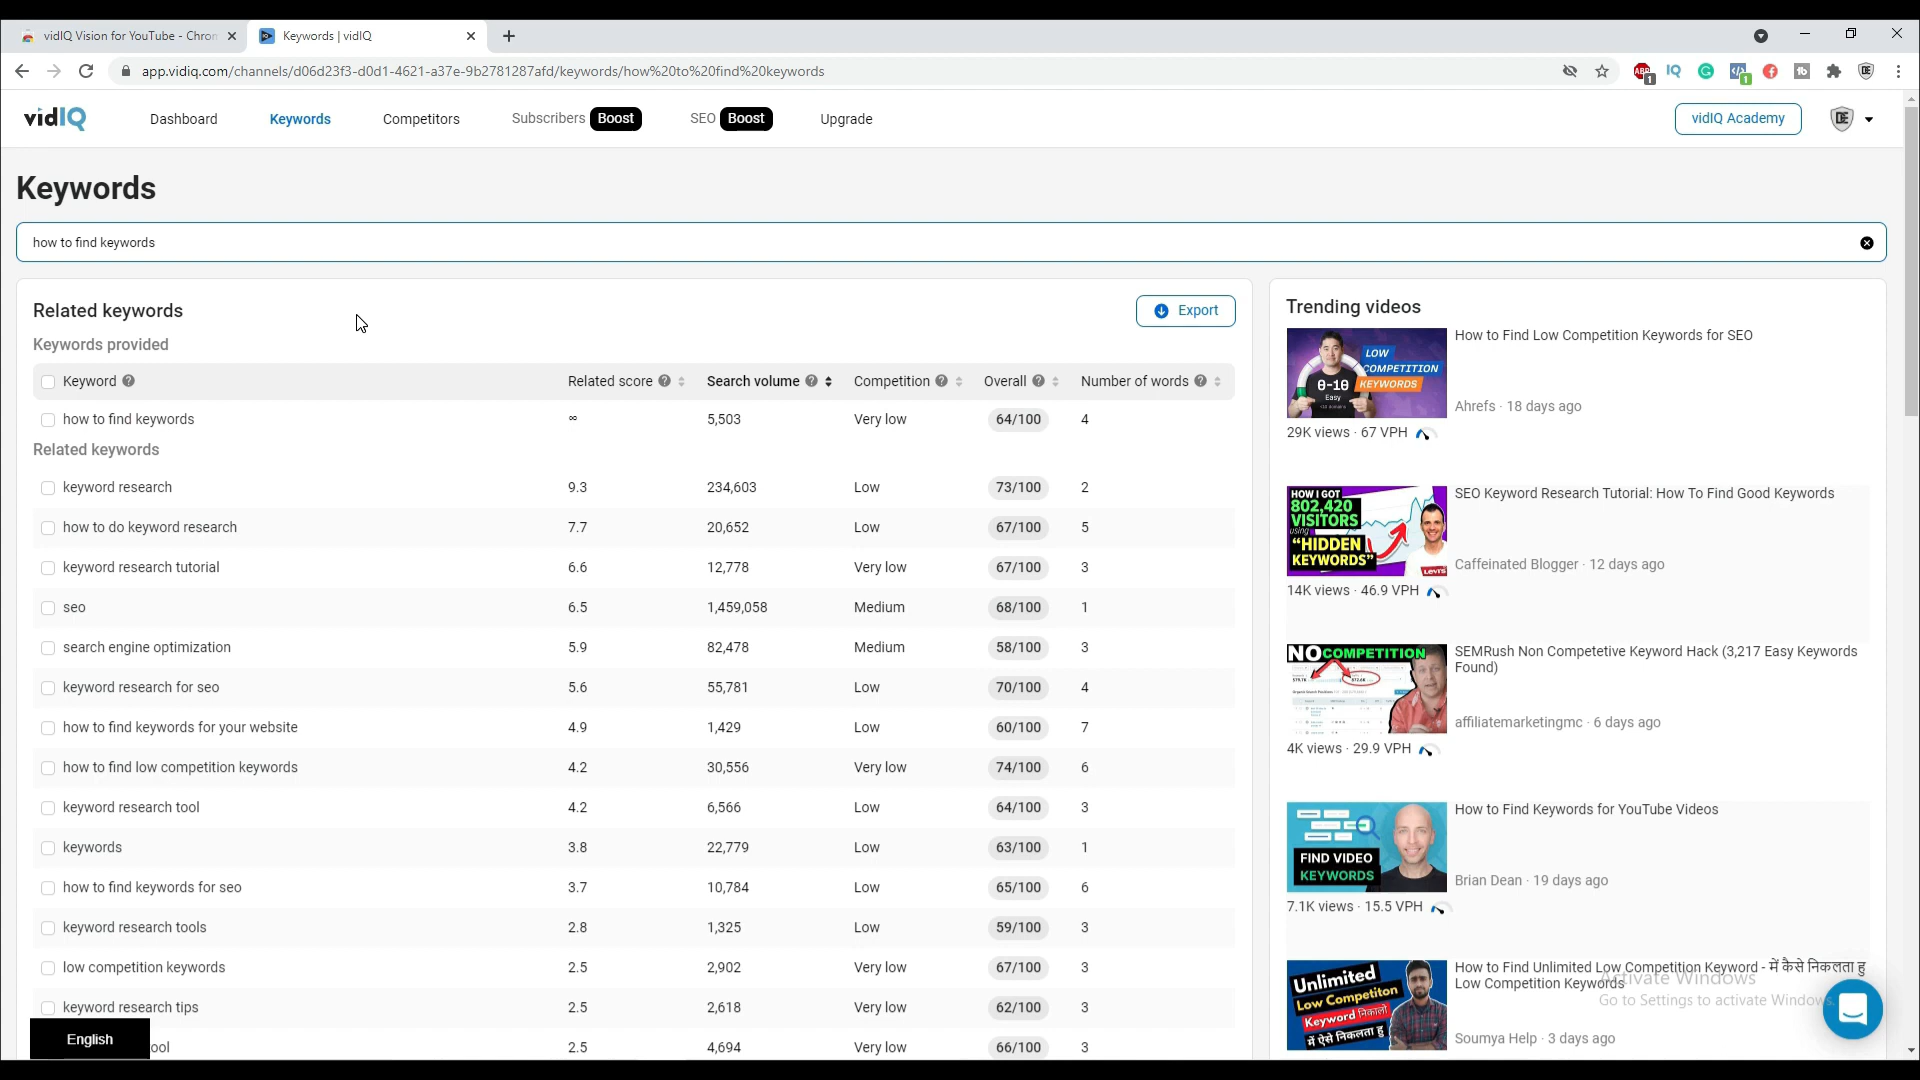 vidIQ Vision for YouTube - Chron
Keywords | vidIQ
app.vidiq.com/channels/d06d23f3-d0d1-4621-a37e-9b2781287afd/keywords/how%20to%20find%20keywords
vidIQ
Dashboard
Keywords
Competitors
Subscribers Boost
SEO Boost
Upgrade
vidIQ Academy
Keywords
how to find keywords
Related keywords
Export
Keywords provided
Keyword Related score Search volume Competition Overall Number of words
how to find keywords ∞ 5,503 Very low 64/100 4
Related keywords
keyword research 9.3 234,603 Low 73/100 2
how to do keyword research 7.7 20,652 Low 67/100 5
keyword research tutorial 6.6 12,778 Very low 67/100 3
seo 6.5 1,459,058 Medium 68/100 1
search engine optimization 5.9 82,478 Medium 58/100 3
keyword research for seo 5.6 55,781 Low 70/100 4
how to find keywords for your website 4.9 1,429 Low 60/100 7
how to find low competition keywords 4.2 30,556 Very low 74/100 6
keyword research tool 4.2 6,566 Low 64/100 3
keywords 3.8 22,779 Low 63/100 1
how to find keywords for seo 3.7 10,784 Low 65/100 6
keyword research tools 2.8 1,325 Low 59/100 3
low competition keywords 2.5 2,902 Very low 67/100 3
keyword research tips 2.5 2,618 Very low 62/100 3
ool 2.5 4,694 Very low 66/100 3
English
Trending videos
LOW
COMPETITION
KEYWORDS
0-10
Easy
How to Find Low Competition Keywords for SEO
Ahrefs · 18 days ago
29K views · 67 VPH
HOW I GOT
802,420
VISITORS
using
"HIDDEN
KEYWORDS"
LEVI'S
SEO Keyword Research Tutorial: How To Find Good Keywords
Caffeinated Blogger · 12 days ago
14K views · 46.9 VPH
NO COMPETITION
SEMRush Non Competetive Keyword Hack (3,217 Easy Keywords
Found)
affiliatemarketingmc · 6 days ago
4K views · 29.9 VPH
FIND VIDEO
KEYWORDS
How to Find Keywords for YouTube Videos
Brian Dean · 19 days ago
7.1K views · 15.5 VPH
Unlimited
Low Competiton
Keyword निकालो
में ऐसे निकलता हु
How to Find Unlimited Low Competition Keyword - में कैसे निकलता हु
Low Competition Keywords
Soumya Help · 3 days ago
Activate Windows
Go to Settings to activate Windows.